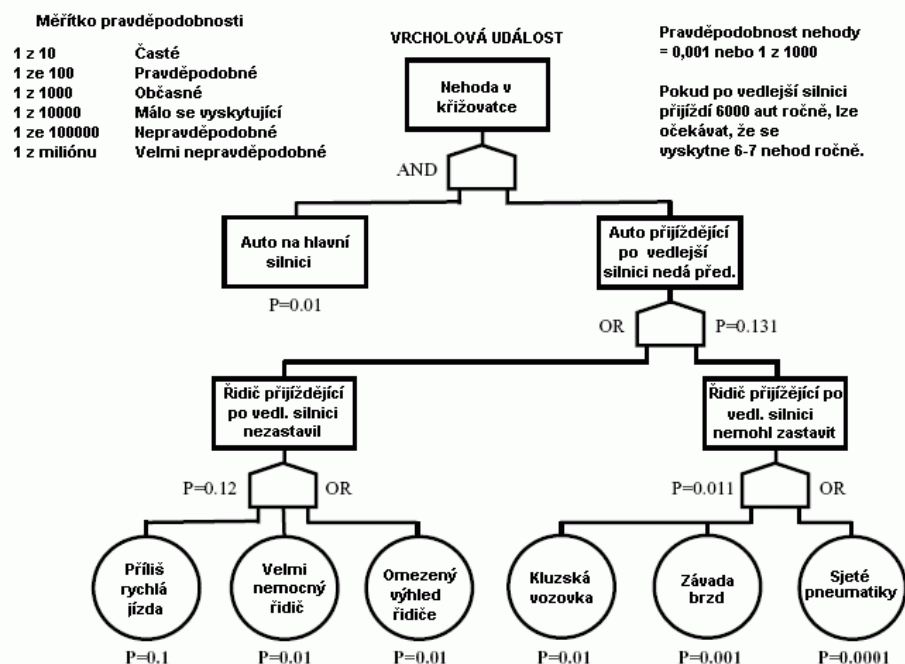 Měřítko pravděpodobnosti
1 z 10 Časté
1 ze 100 Pravděpodobné
1 z 1000 Občasné
1 z 10000 Málo se vyskytující
1 ze 100000 Nepravděpodobné
1 z miliónu Velmi nepravděpodobné
VRCHOLOVÁ UDÁLOST
Nehoda v
křižovatce
Pravděpodobnost nehody
= 0,001 nebo 1 z 1000
Pokud po vedlejší silnici
přijíždí 6000 aut ročně, lze
očekávat, že se
vyskytne 6-7 nehod ročně.
AND
Auto na hlavní
silnici
P=0.01
Auto přijíždějící
po vedlejší
silnici nedá před.
OR
P=0.131
Řidič přijíždějící
po vedl. silnici
nezastavil
P=0.12
OR
Řidič přijížějící po
vedl. silnici
nemohl zastavit
P=0.011
OR
Příliš
rychlá
jízda
P=0.1
Velmi
nemocný
řidič
P=0.01
Omezený
výhled
řidiče
P=0.01
Kluzská
vozovka
P=0.01
Závada
brzd
P=0.001
Sjeté
pneumatiky
P=0.0001